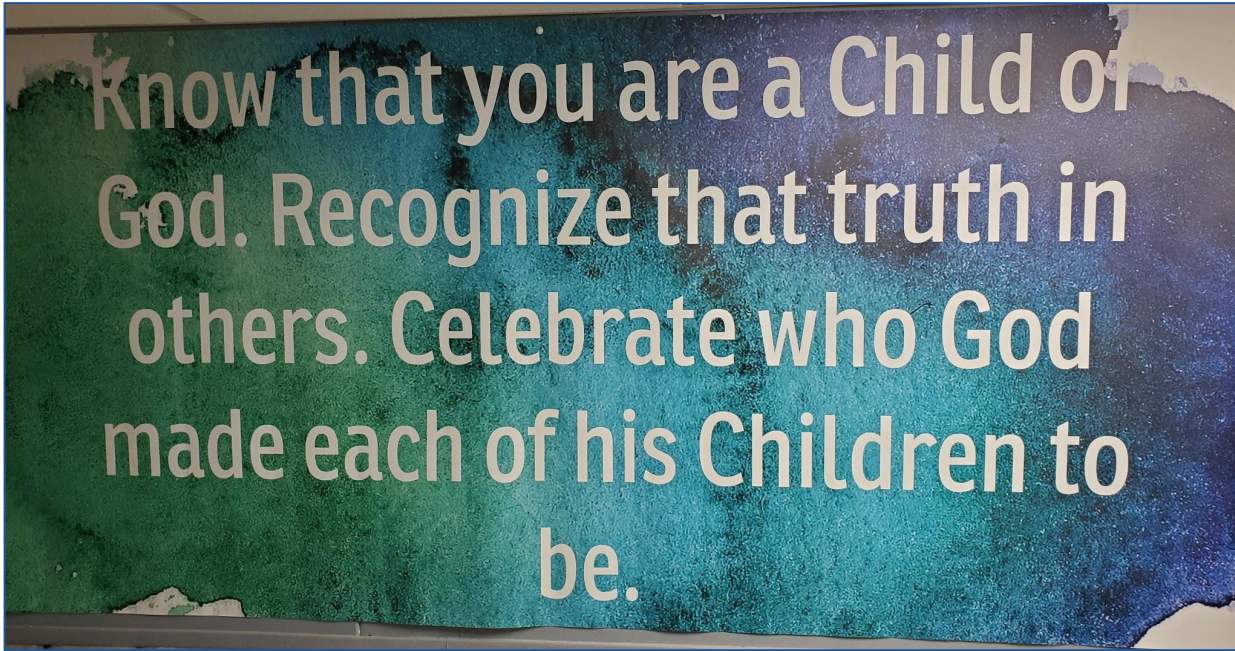 Know that you are a Child of
God. Recognize that truth in
others. Celebrate who God
made each of his Children to
be.